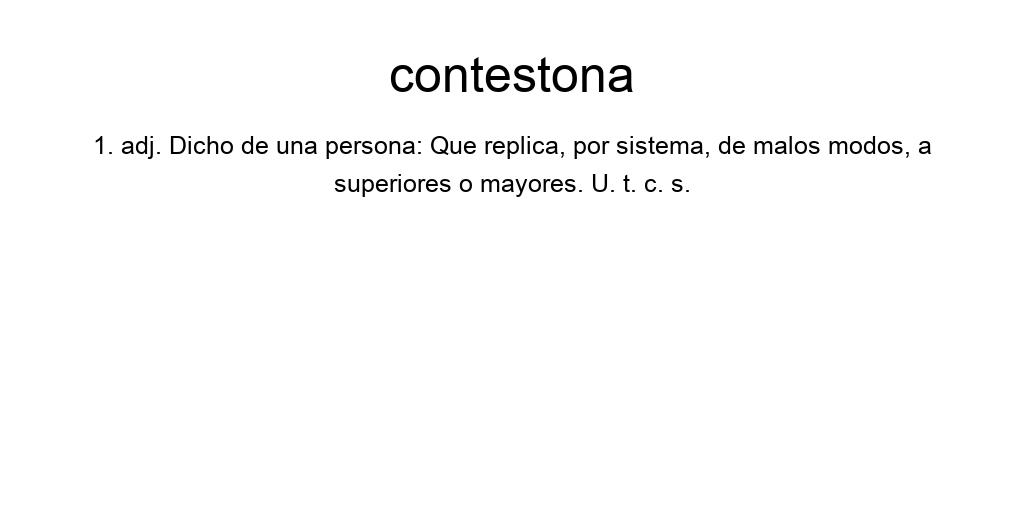 contestona
1. adj. Dicho de una persona: Que replica, por sistema, de malos modos, a
superiores o mayores. U. t. c. s.